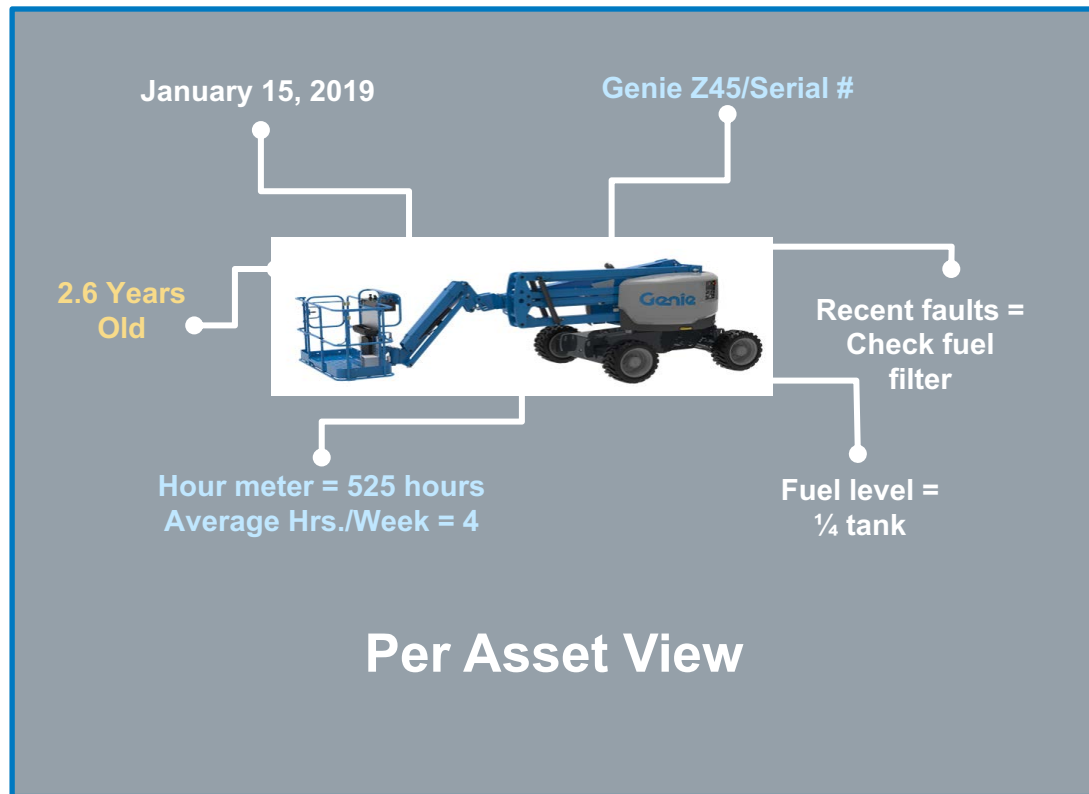 January 15, 2019
Genie Z45/Serial #
2.6 Years
Old
Genie
Recent faults =
Check fuel
filter
Hour meter = 525 hours
Average Hrs./Week = 4
Fuel level =
¼ tank
Per Asset View